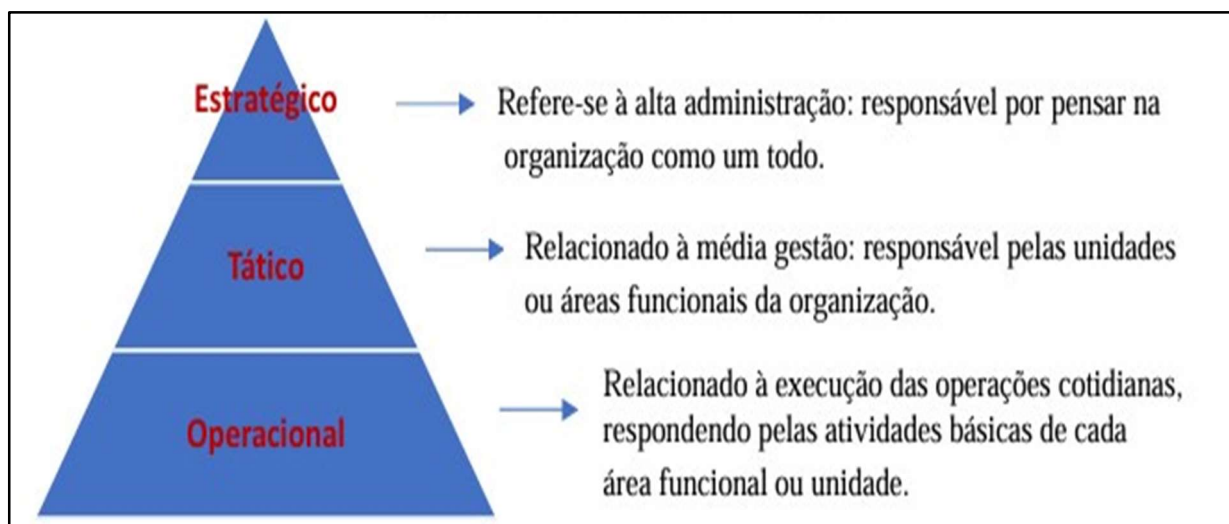 Estratégico
Refere-se à alta administração: responsável por pensar na
organização como um todo.
Tático
Relacionado à média gestão: responsável pelas unidades
ou áreas funcionais da organização.
Operacional
Relacionado à execução das operações cotidianas,
respondendo pelas atividades básicas de cada
área funcional ou unidade.